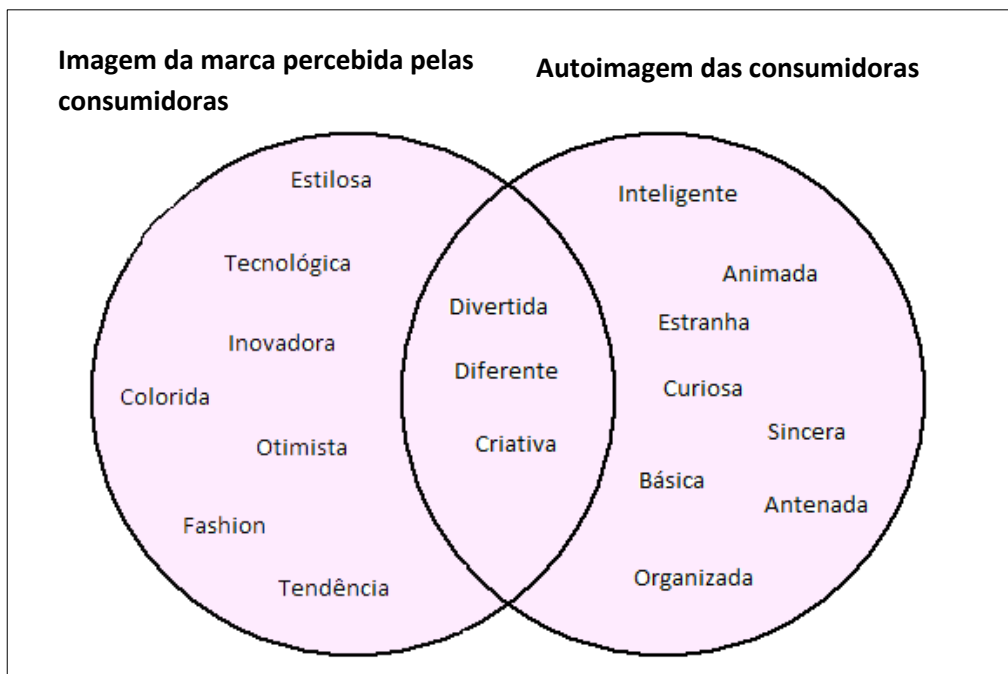 Imagem da marca percebida pelas
consumidoras
Autoimagem das consumidoras
Estilosa
Tecnológica
Inovadora
Colorida
Otimista
Fashion
Tendência
Divertida
Diferente
Criativa
Inteligente
Animada
Estranha
Curiosa
Sincera
Básica
Antenada
Organizada